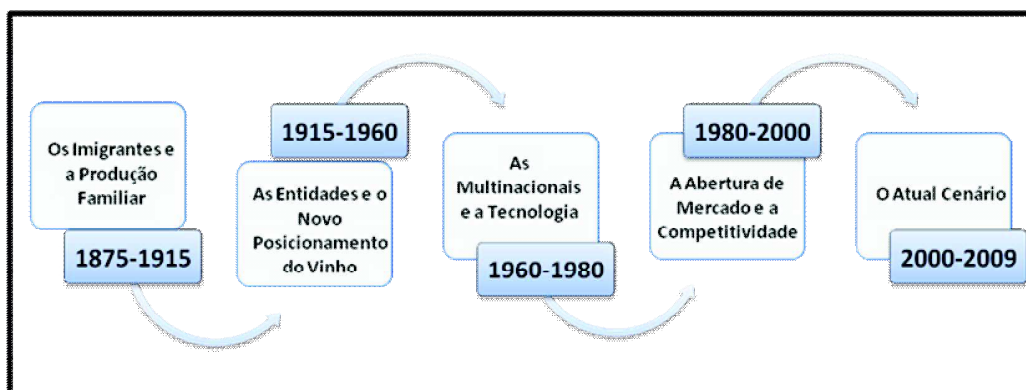 Os Imigrantes e
a Produção
Familiar
1875-1915
1915-1960
As Entidades e o
Novo
Posicionamento
do Vinho
As
Multinacionais
e a Tecnologia
1960-1980
1980-2000
A Abertura de
Mercado e a
Competitividade
O Atual Cenário
2000-2009